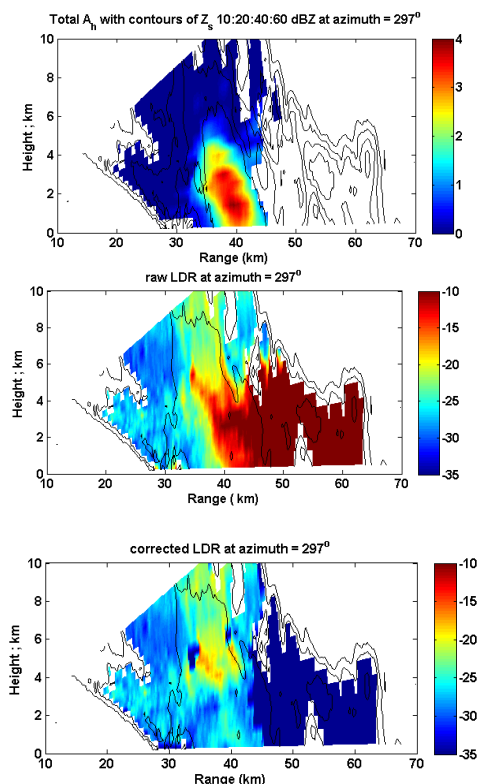 Total A_h with contours of Z_s 10:20:40:60 dBZ at azimuth = 297⁰
10
8
6
4
2
0
Height ; km
10 20 30 40 50 60 70
Range (km)
4
3
2
1
0
raw LDR at azimuth = 297⁰
10
8
6
4
2
0
Height ; km
10 20 30 40 50 60 70
Range ( km)
-10
-15
-20
-25
-30
-35
corrected LDR at azimuth = 297⁰
10
8
6
4
2
0
Height ; km
10 20 30 40 50 60 70
Range (km)
-10
-15
-20
-25
-30
-35